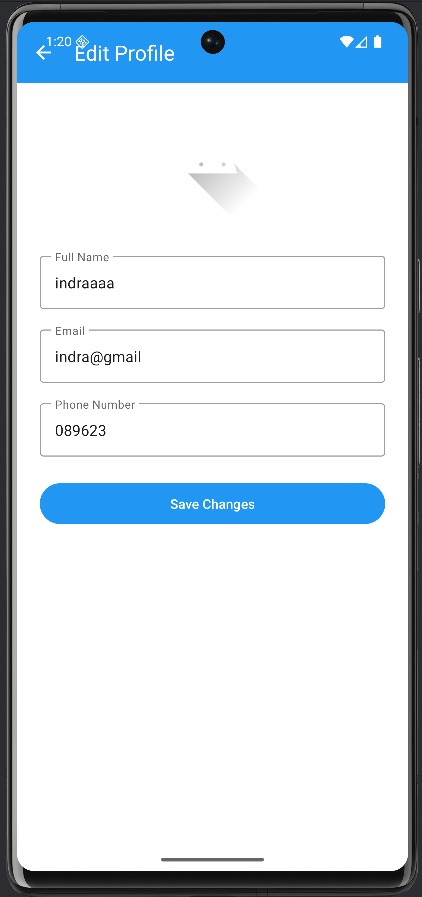 1:20
Edit Profile
Full Name
indraaaa
Email
indra@gmail
Phone Number
089623
Save Changes